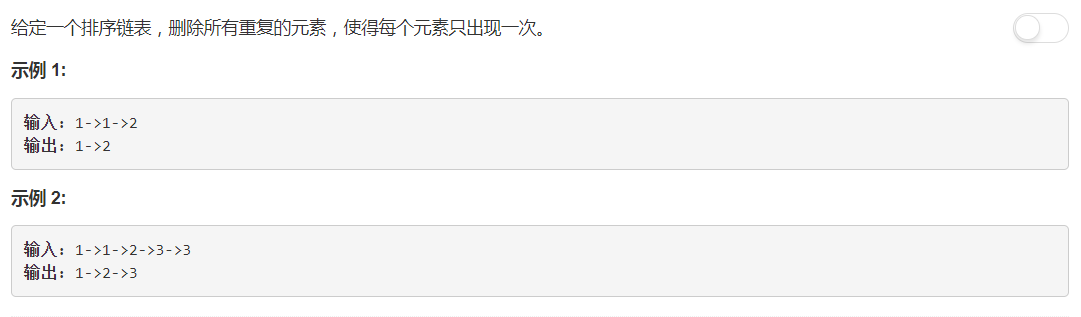 给定一个排序链表，删除所有重复的元素，使得每个元素只出现一次。
示例 1:
输入: 1->1->2
输出: 1->2
示例 2:
输入: 1->1->2->3->3
输出: 1->2->3